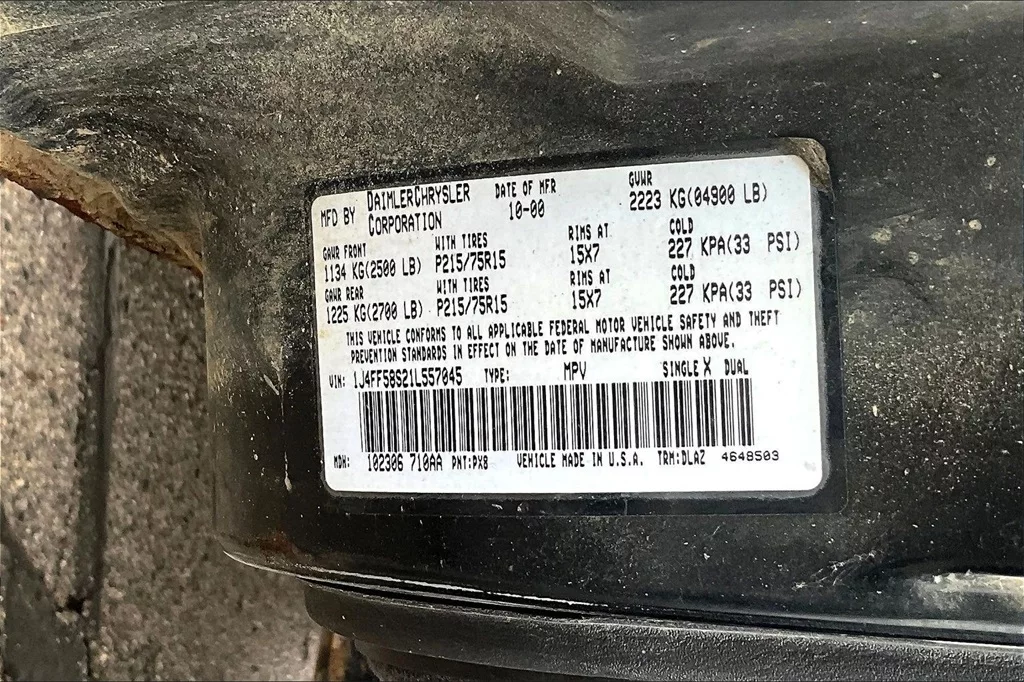 MFD BY DAIMLERCHRYSLER CORPORATION DATE OF MFR 10-00 GVWR 2223 KG(04900 LB)
GAWR FRONT WITH TIRES RIMS AT COLD
1134 KG(2500 LB) P215/75R15 15X7 227 KPA(33 PSI)
GAWR REAR WITH TIRES RIMS AT COLD
1225 KG(2700 LB) P215/75R15 15X7 227 KPA(33 PSI)
THIS VEHICLE CONFORMS TO ALL APPLICABLE FEDERAL MOTOR VEHICLE SAFETY AND THEFT
PREVENTION STANDARDS IN EFFECT ON THE DATE OF MANUFACTURE SHOWN ABOVE.
VIN: 1J4FF58S21L557045 TYPE: MPV SINGLE X DUAL
MDH: 102306 710AA PNT:PX8 VEHICLE MADE IN U.S.A. TRM:DLAZ 4648503